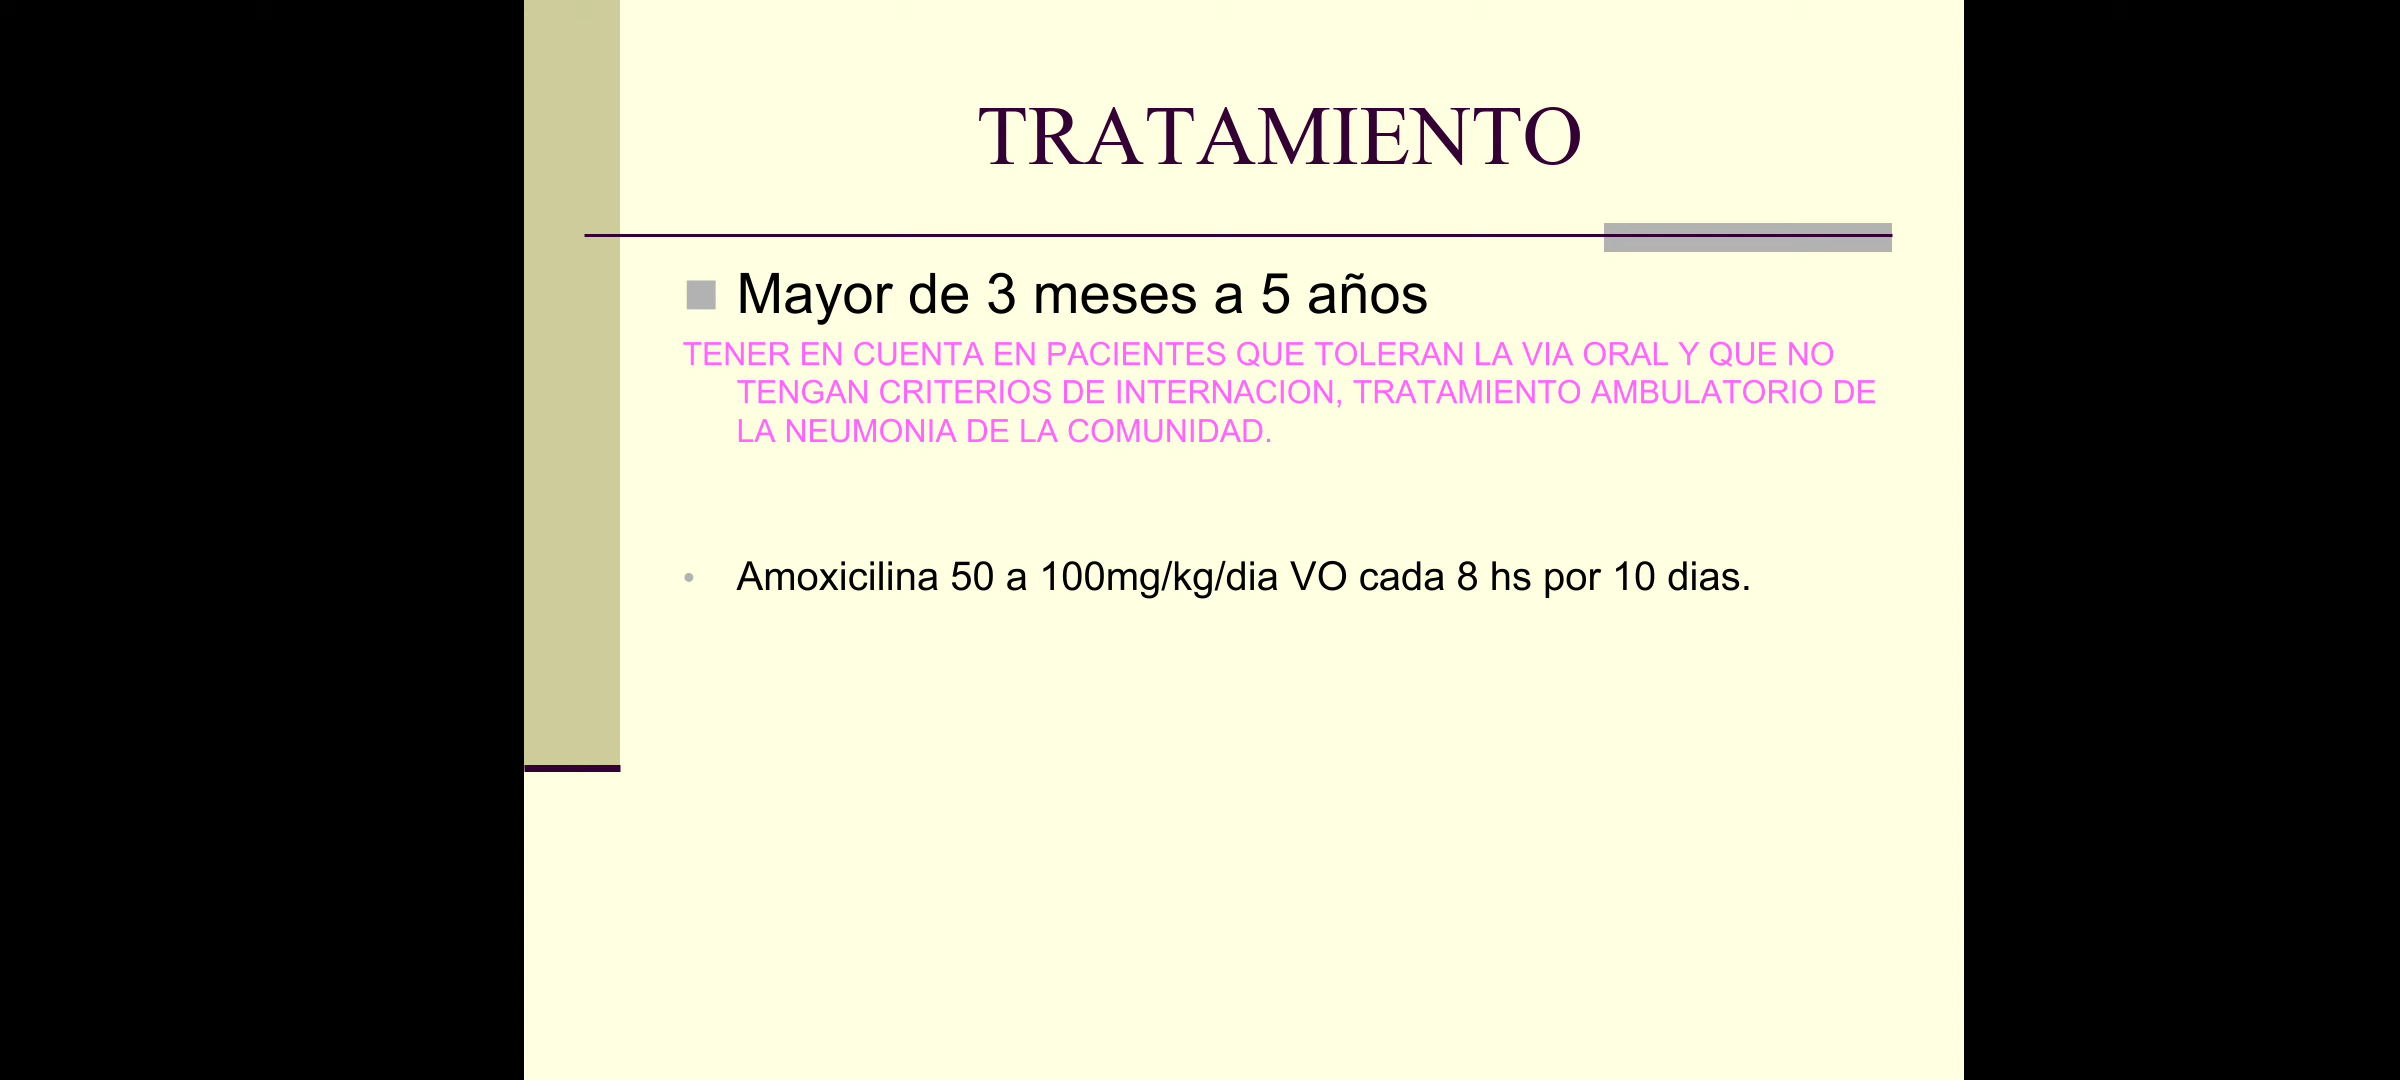 TRATAMIENTO
Mayor de 3 meses a 5 años
TENER EN CUENTA EN PACIENTES QUE TOLERAN LA VIA ORAL Y QUE NO
TENGAN CRITERIOS DE INTERNACION, TRATAMIENTO AMBULATORIO DE
LA NEUMONIA DE LA COMUNIDAD.
• Amoxicilina 50 a 100mg/kg/dia VO cada 8 hs por 10 dias.